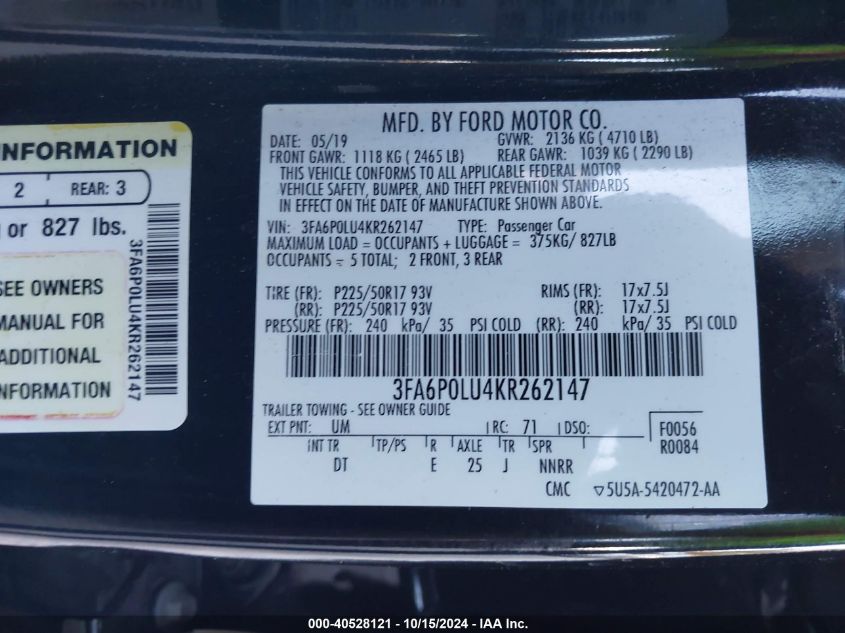 INFORMATION
2 REAR: 3
or 827 lbs.
SEE OWNERS
MANUAL FOR
ADDITIONAL
INFORMATION
3FA6P0LU4KR262147
MFD. BY FORD MOTOR CO.
DATE: 05/19 GVWR: 2136 KG ( 4710 LB)
FRONT GAWR: 1118 KG ( 2465 LB) REAR GAWR: 1039 KG ( 2290 LB)
THIS VEHICLE CONFORMS TO ALL APPLICABLE FEDERAL MOTOR
VEHICLE SAFETY, BUMPER, AND THEFT PREVENTION STANDARDS
IN EFFECT ON THE DATE OF MANUFACTURE SHOWN ABOVE.
VIN: 3FA6P0LU4KR262147 TYPE: Passenger Car
MAXIMUM LOAD = OCCUPANTS + LUGGAGE = 375KG/ 827LB
OCCUPANTS = 5 TOTAL; 2 FRONT, 3 REAR
TIRE (FR): P225/50R17 93V RIMS (FR): 17x7.5J
(RR): P225/50R17 93V (RR): 17x7.5J
PRESSURE (FR): 240 kPa/ 35 PSI COLD (RR): 240 kPa/ 35 PSI COLD
3FA6P0LU4KR262147
TRAILER TOWING - SEE OWNER GUIDE
EXT PNT: UM RC: 71 DSO: F0056
R0084
INT TR TP/PS R AXLE TR SPR
DT E 25 J NNRR
CMC ▽5U5A-5420472-AA
000-40528121 - 10/15/2024 - IAA Inc.